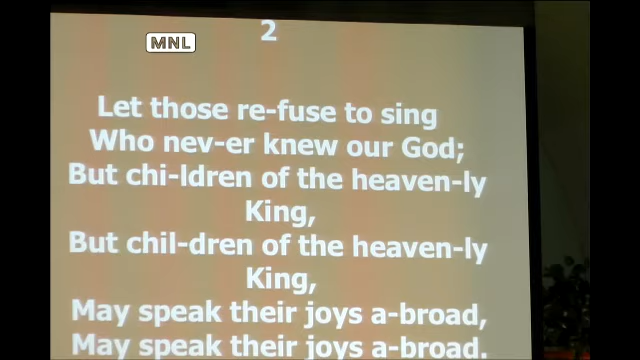 2
MNL
Let those re-fuse to sing
Who nev-er knew our God;
But chi-ldren of the heaven-ly
King,
But chil-dren of the heaven-ly
King,
May speak their joys a-broad,
May speak their joys a-broad.